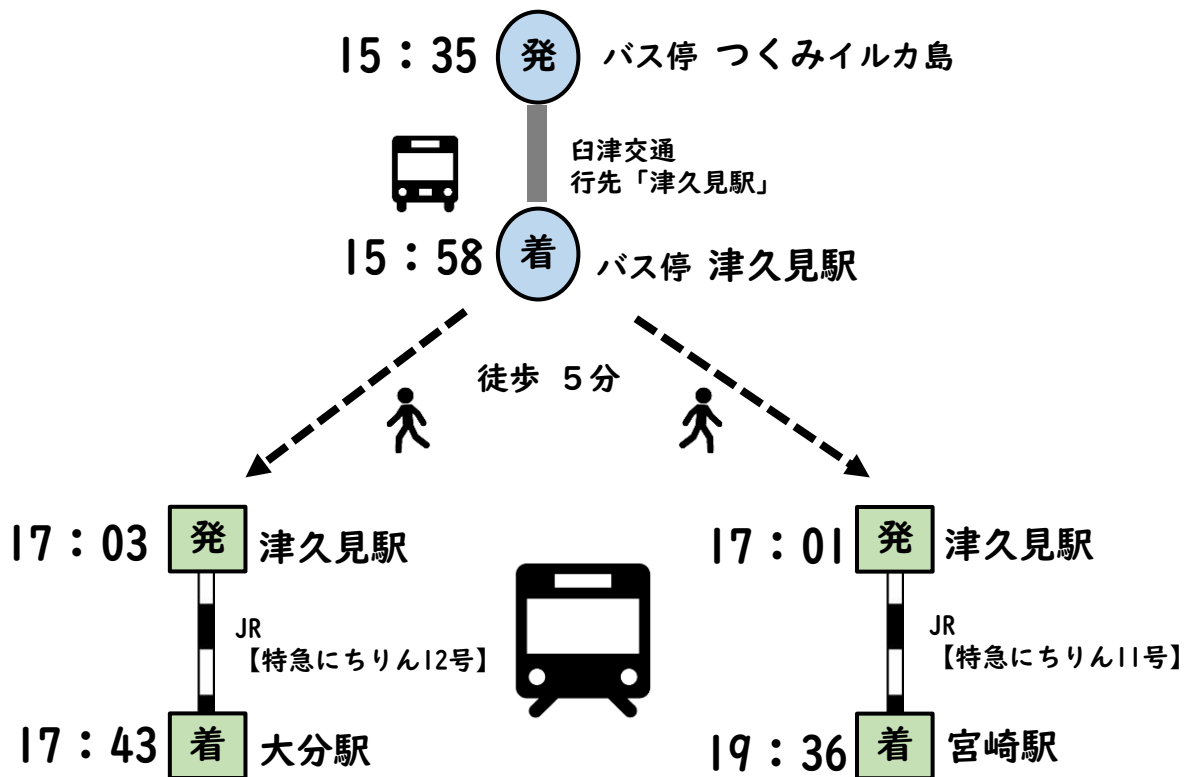 15：35 発 バス停 つくみイルカ島
臼津交通
行先「津久見駅」
15：58 着 バス停 津久見駅
徒歩 5分
17：03 発 津久見駅
JR
【特急にちりん12号】
17：43 着 大分駅
17：01 発 津久見駅
JR
【特急にちりん11号】
19：36 着 宮崎駅